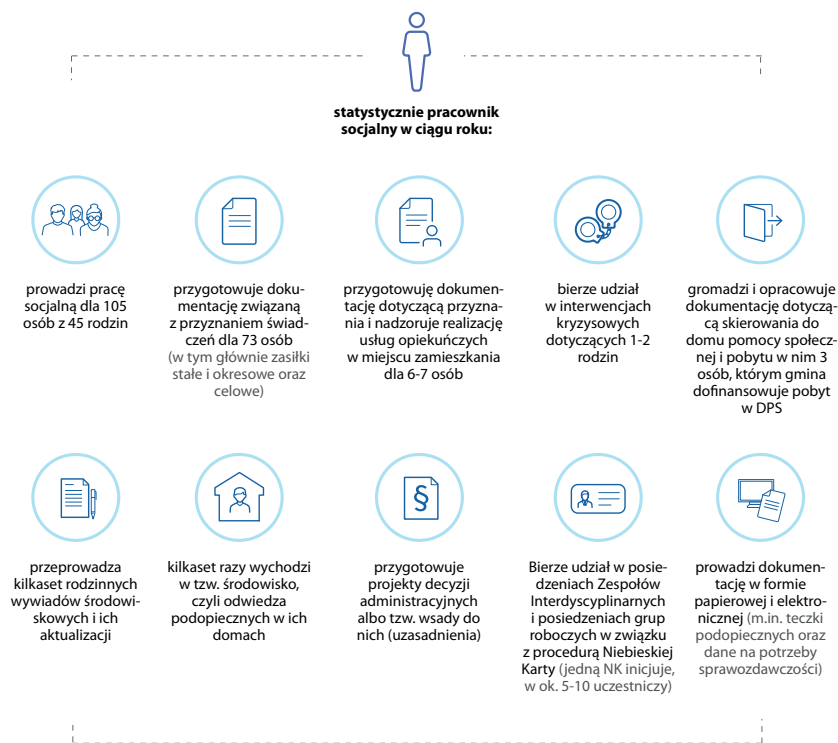 statystycznie pracownik
socjalny w ciągu roku:
prowadzi pracę
socjalną dla 105
osób z 45 rodzin
przygotowuje doku-
mentację związaną
z przyznaniem świad-
czeń dla 73 osób
(w tym głównie zasiłki
stałe i okresowe oraz
celowe)
przygotowuję dokumen-
tację dotyczącą przyzna-
nia i nadzoruje realizację
usług opiekuńczych
w miejscu zamieszkania
dla 6-7 osób
bierze udział
w interwencjach
kryzysowych
dotyczących 1-2
rodzin
gromadzi i opracowuje
dokumentację dotyczą-
cą skierowania do
domu pomocy społecz-
nej i pobytu w nim 3
osób, którym gmina
dofinansowuje pobyt
w DPS
przeprowadza
kilkaset rodzinnych
wywiadów środowi-
skowych i ich
aktualizacji
kilkaset razy wychodzi
w tzw. środowisko,
czyli odwiedza
podopiecznych w ich
domach
§
przygotowuje
projekty decyzji
administracyjnych
albo tzw. wsady do
nich (uzasadnienia)
Bierze udział w posie-
dzeniach Zespołów
Interdyscyplinarnych
i posiedzeniach grup
roboczych w związku
z procedurą Niebieskiej
Karty (jedną NK inicjuje,
w ok. 5-10 uczestniczy)
prowadzi dokumen-
tację w formie
papierowej i elektro-
nicznej (m.in. teczki
podopiecznych oraz
dane na potrzeby
sprawozdawczości)